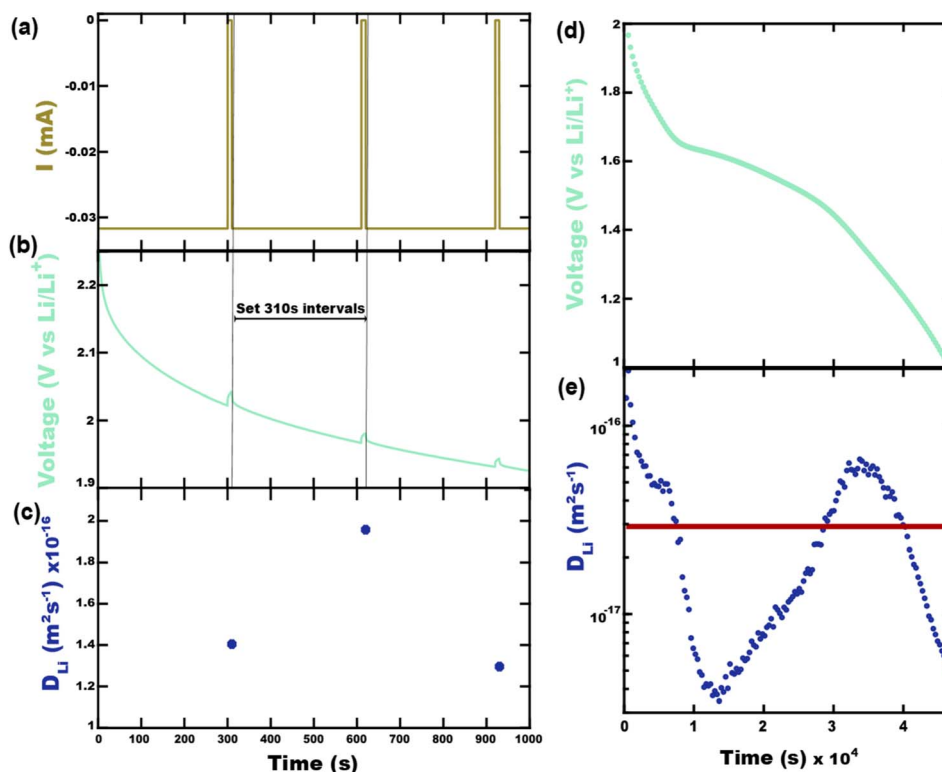 (a)
0
-0.01
-0.02
-0.03
I (mA)
(b)
2.2
2.1
2
1.9
Voltage (V vs Li/Li⁺)
Set 310s intervals
(c)
2
1.8
1.6
1.4
1.2
1
D_Li (m²s⁻¹) x10⁻¹⁶
0 100 200 300 400 500 600 700 800 900 1000
Time (s)
(d)
2
1.8
1.6
1.4
1.2
1
Voltage (V vs Li/Li⁺)
(e)
10⁻¹⁶
10⁻¹⁷
D_Li (m²s⁻¹)
0 1 2 3 4
Time (s) x 10⁴